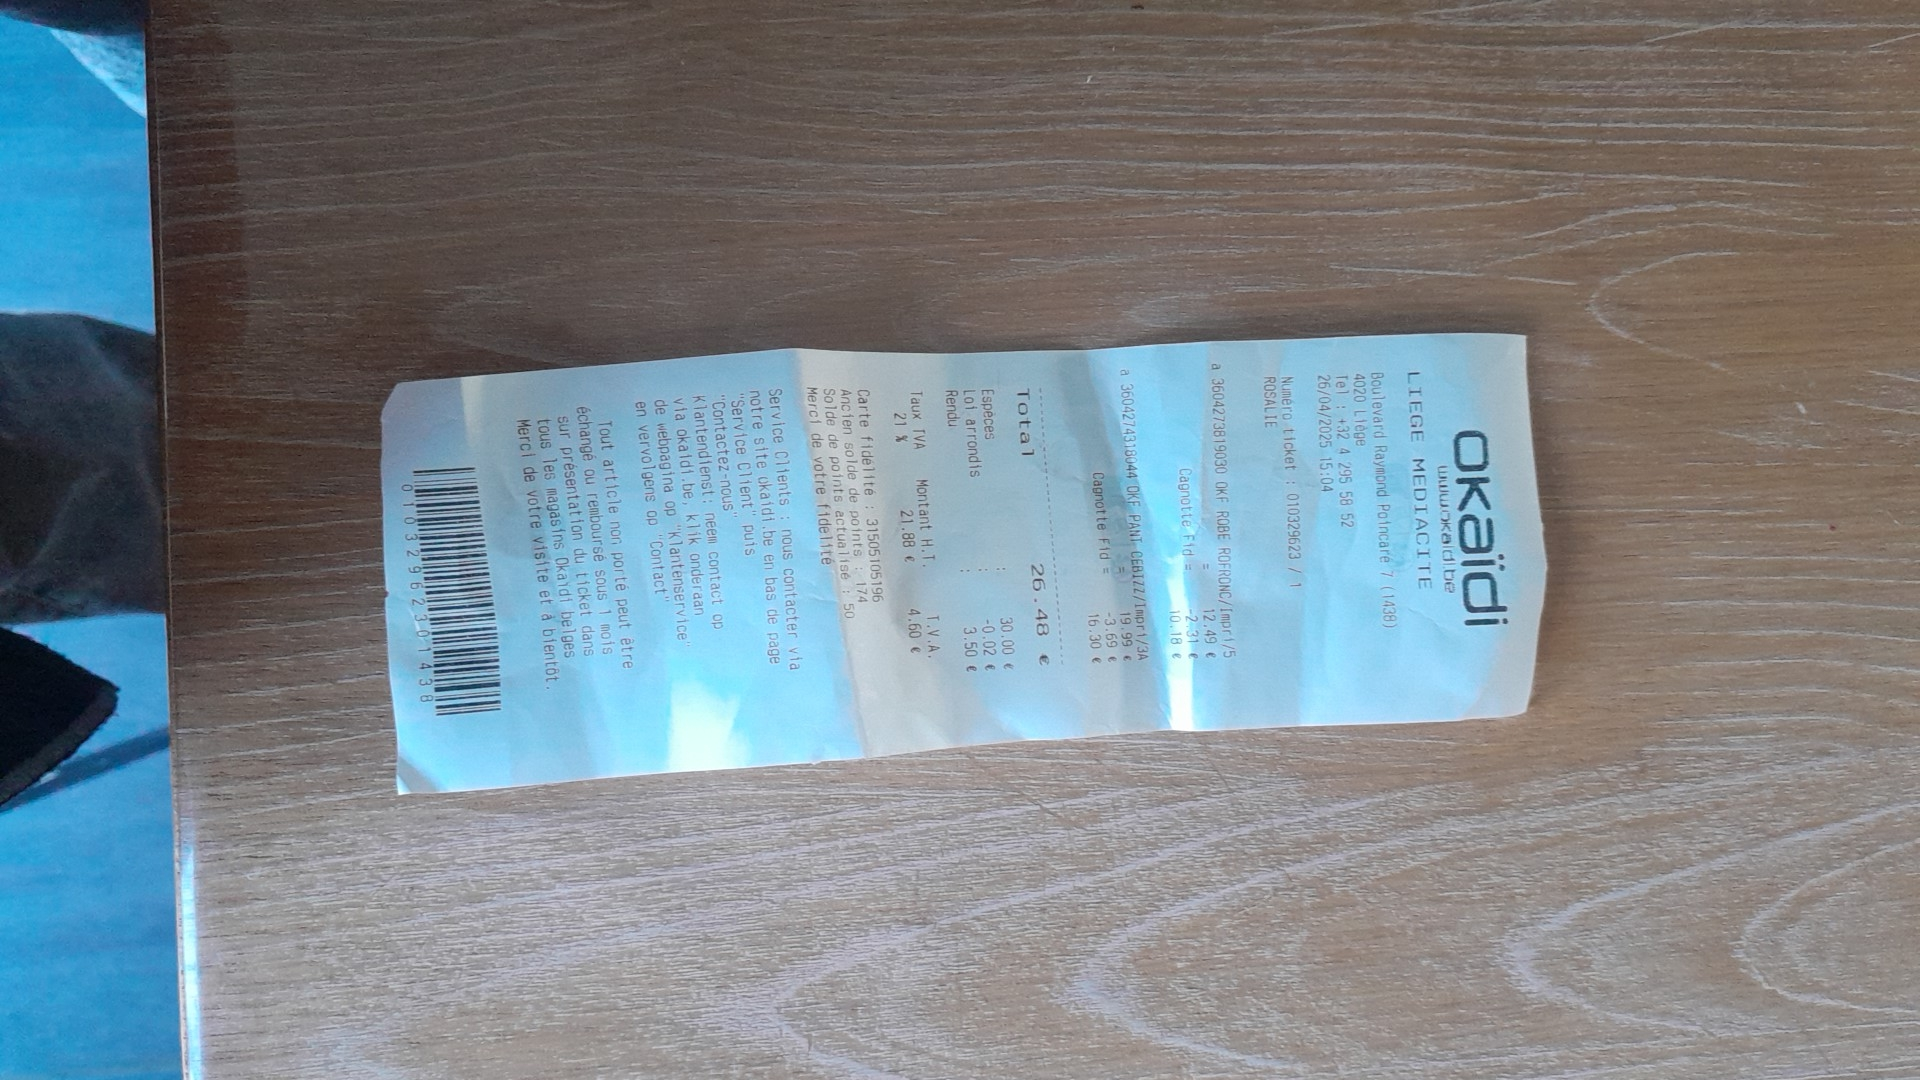 Okaïdi
www.okaidi.be
LIEGE MEDIACITE
Boulevard Raymond Poincaré 7 (1438)
4020 Liège
Tel : +32 4 295 58 52
26/04/2025 15:04
Numéro ticket : 010329623 / 1
ROSALIE
a 3604273819030 OKF ROBE ROFRONC/Impr1/5
= 12.49 €
Cagnotte Fid = -2.31 €
10.18 €
a 3604274318044 OKF PANT CEBIZZ/Impr1/3A
= 19.99 €
Cagnotte Fid = -3.69 €
16.30 €
Total 26.48 €
Espèces : 30.00 €
Loi arrondis : -0.02 €
Rendu : 3.50 €
Taux TVA Montant H.T. T.V.A.
21 % 21.88 € 4.60 €
Carte fidélité : 31505105196
Ancien solde de points : 174
Solde de points actualisé : 50
Merci de votre fidélité
Service Clients : nous contacter via
notre site okaidi.be en bas de page
"Service Client" puis
"Contactez-nous".
Klantendienst: neem contact op
via okaidi.be, klik onderaan
de webpagina op "klantenservice"
en vervolgens op "Contact"
Tout article non porté peut être
échangé ou remboursé sous 1 mois
sur présentation du ticket dans
tous les magasins Okaïdi belges
Merci de votre visite et à bientôt.
01032962301438